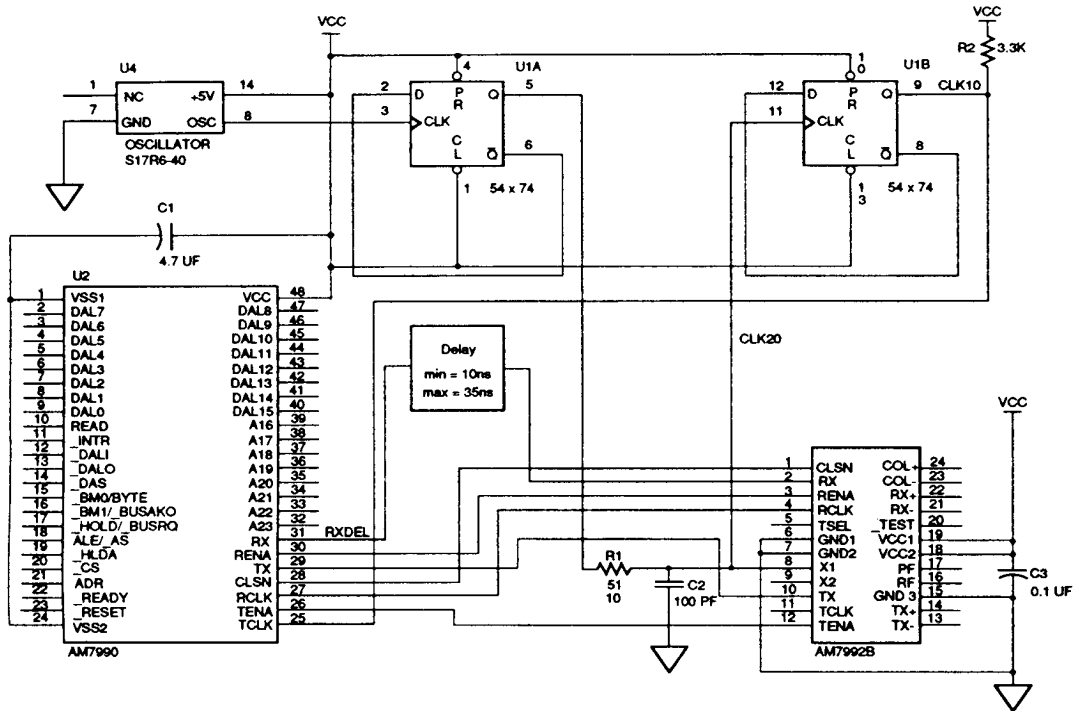 VCC
VCC
R2 3.3K
U4
1 NC +5V 14
7 GND OSC 8
OSCILLATOR
S17R6-40
U1A
4
2 D P R Q 5
3 CLK
C L Q 6
1
54 x 74
U1B
1 0
12 D P R Q 9 CLK10
11 CLK
C L Q 8
1 3
54 x 74
C1
4.7 UF
U2
1 VSS1 VCC 48
2 DAL7 DAL8 47
3 DAL6 DAL9 46
4 DAL5 DAL10 45
5 DAL4 DAL11 44
6 DAL3 DAL12 43
7 DAL2 DAL13 42
8 DAL1 DAL14 41
9 DAL0 DAL15 40
10 READ A16 39
11 _INTR A17 38
12 _DALI A18 37
13 _DALO A19 36
14 _DAS A20 35
15 _BM0/BYTE A21 34
16 _BM1/_BUSAKO A22 33
17 _HOLD/_BUSRQ A23 32
18 ALE/_AS RX 31 RXDEL
19 _HLDA RENA 30
20 _CS TX 29
21 ADR CLSN 28
22 _READY RCLK 27
23 _RESET TENA 26
24 VSS2 TCLK 25
AM7990
Delay
min = 10ns
max = 35ns
CLK20
R1
51
10
C2
100 PF
VCC
1 CLSN COL+ 24
2 RX COL- 23
3 RENA RX+ 22
4 RCLK RX- 21
5 TSEL _TEST 20
6 GND1 VCC1 19
7 GND2 VCC2 18
8 X1 PF 17
9 X2 RF 16
10 TX GND 3 15
11 TCLK TX+ 14
12 TENA TX- 13
AM7992B
C3
0.1 UF